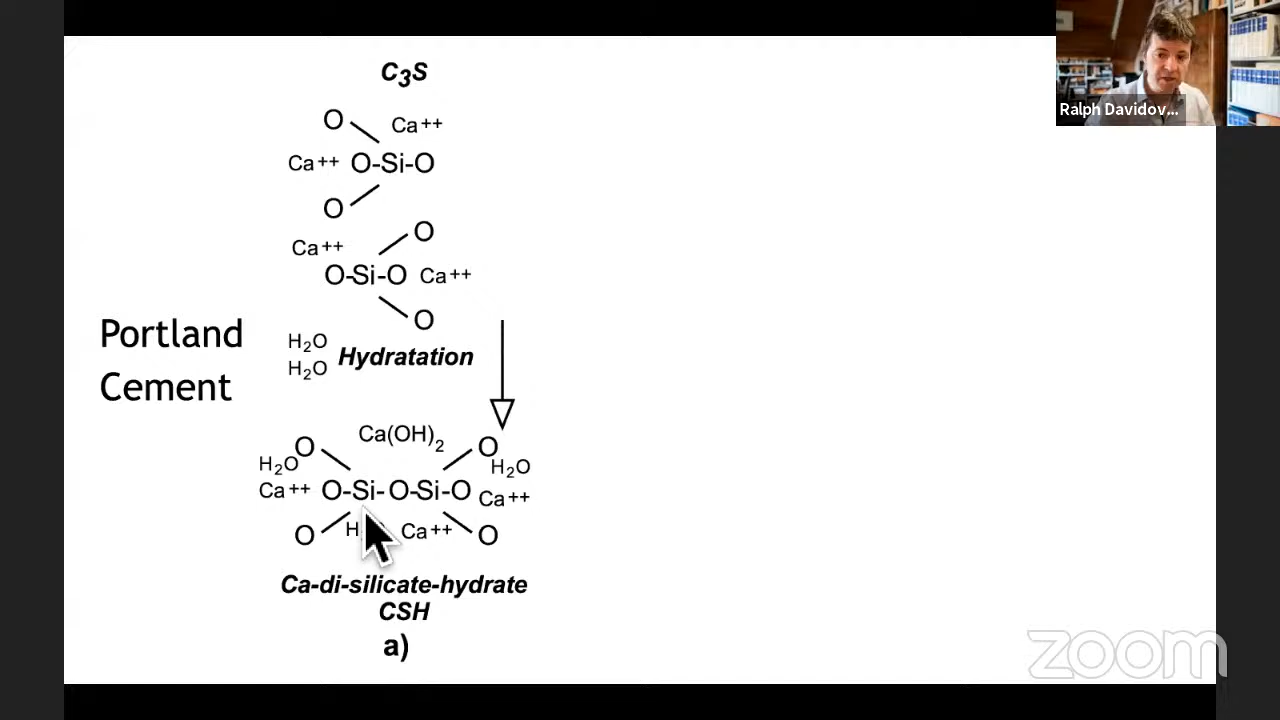 C3S
O Ca++
Ca++ O-Si-O
O
O
Ca++
O-Si-O Ca++
O
Portland
Cement
H2O
H2O
Hydratation
Ca(OH)2
O O
H2O H2O
Ca++ O-Si-O-Si-O Ca++
O Ca++ O
Ca-di-silicate-hydrate
CSH
a)
Ralph Davidov...
zoom